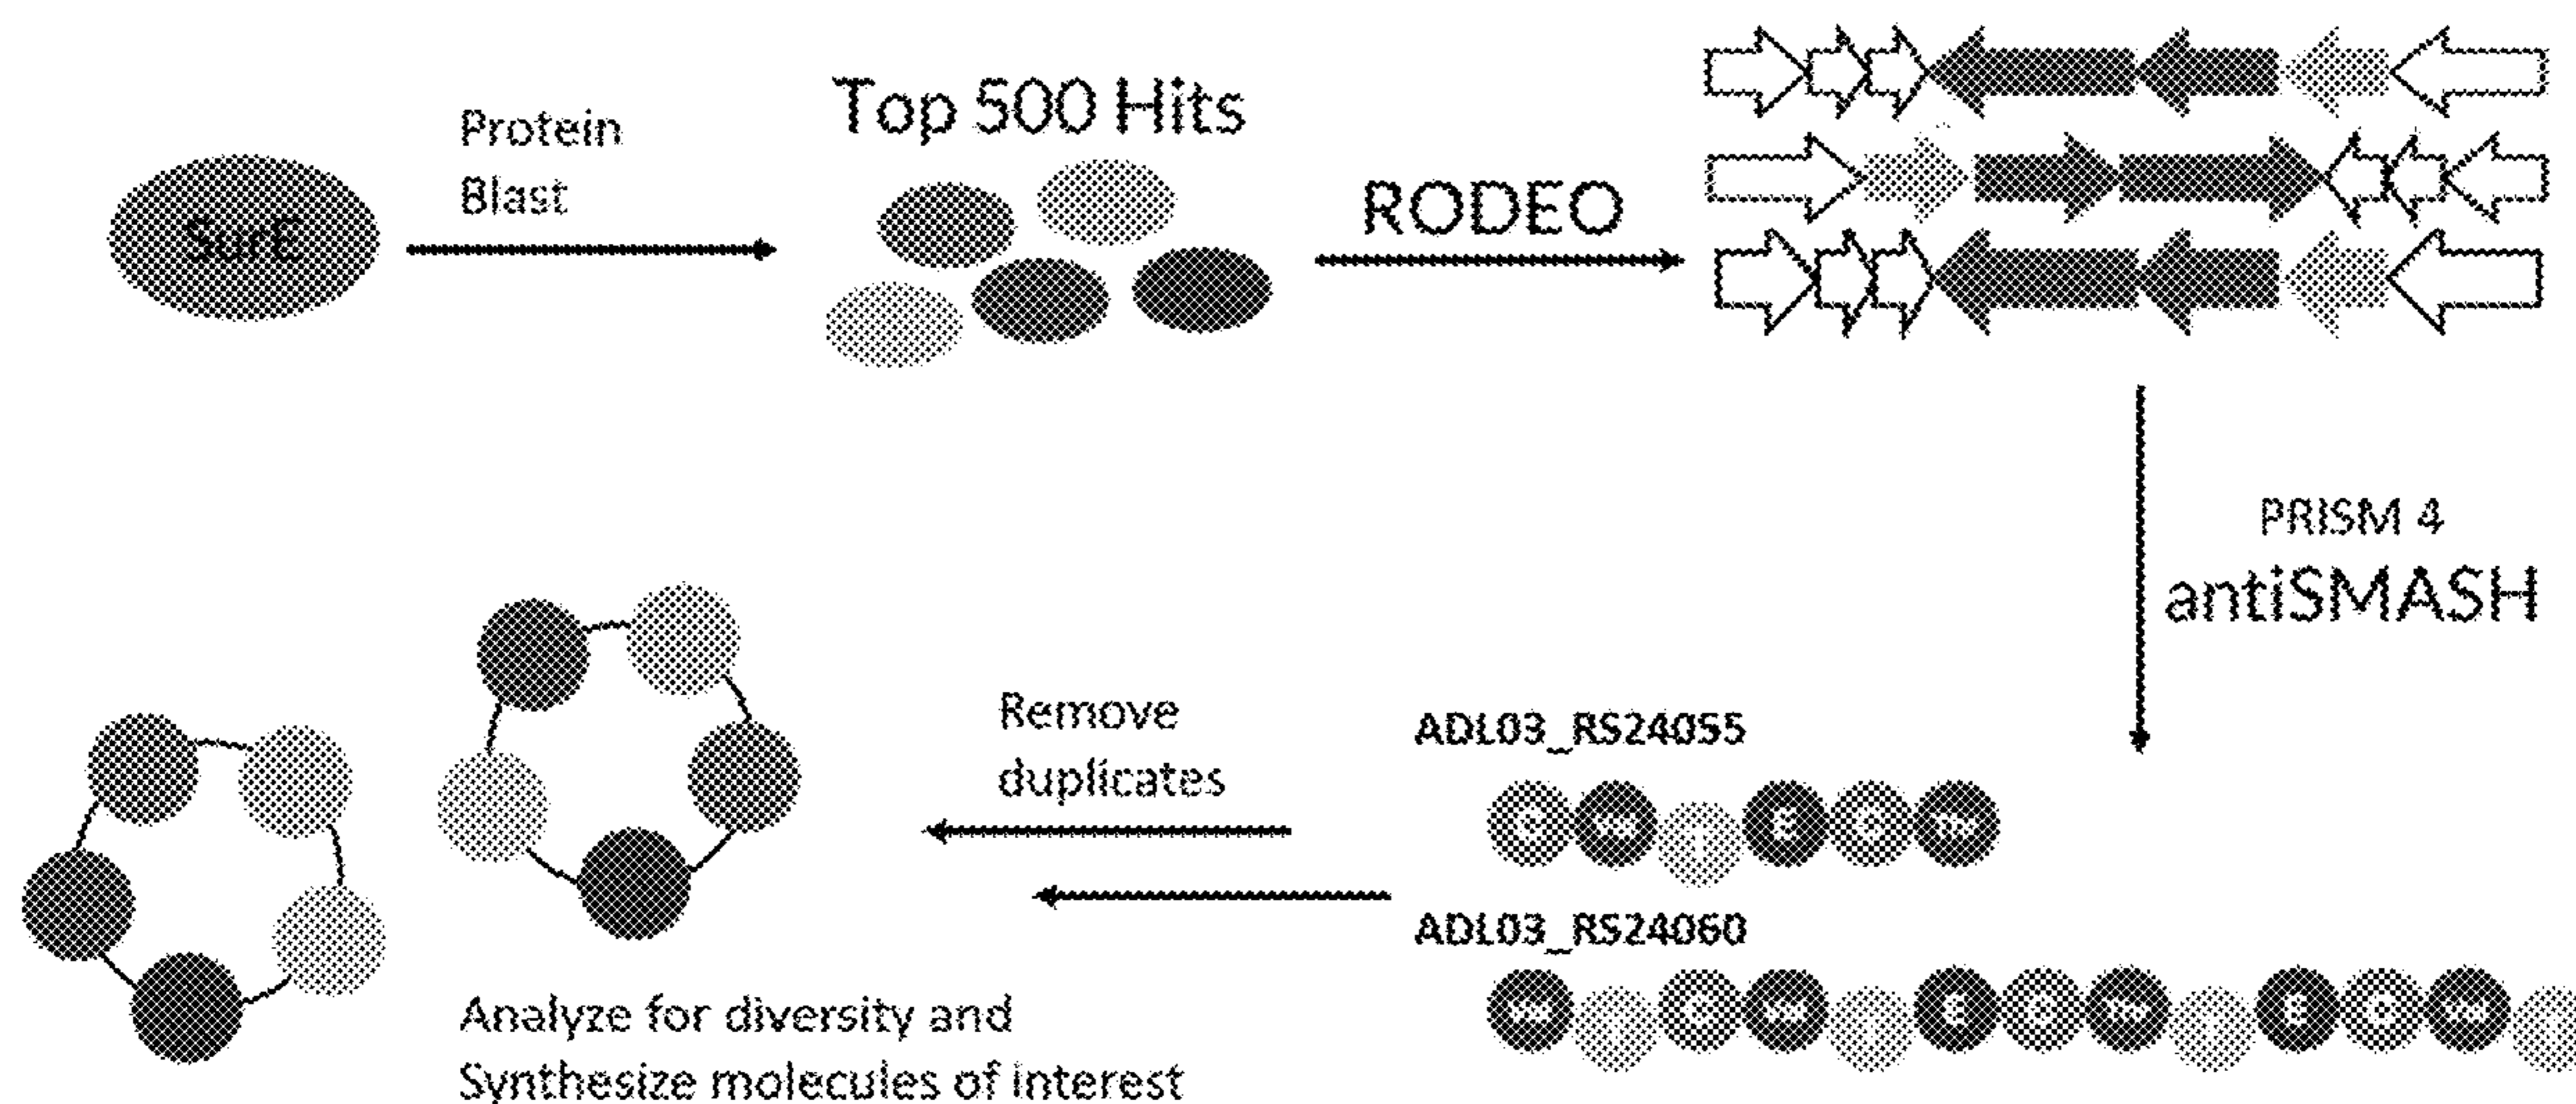 SurE
Protein
Blast
Top 500 Hits
RODEO
PRISM 4
antiSMASH
ADL03_RS24055
E
Remove
duplicates
ADL03_RS24060
E
E
Val
Analyze for diversity and
Synthesize molecules of interest